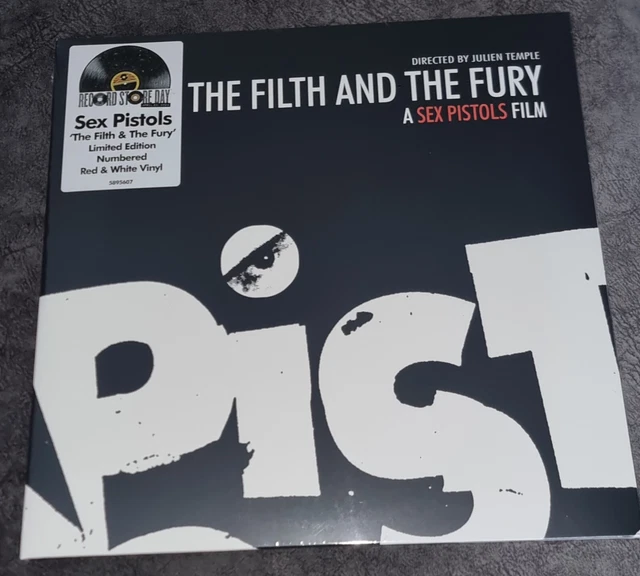 RECORD STORE DAY
Sex Pistols
'The Filth & The Fury'
Limited Edition
Numbered
Red & White Vinyl
5895607
DIRECTED BY JULIEN TEMPLE
THE FILTH AND THE FURY
A SEX PISTOLS FILM
PisT